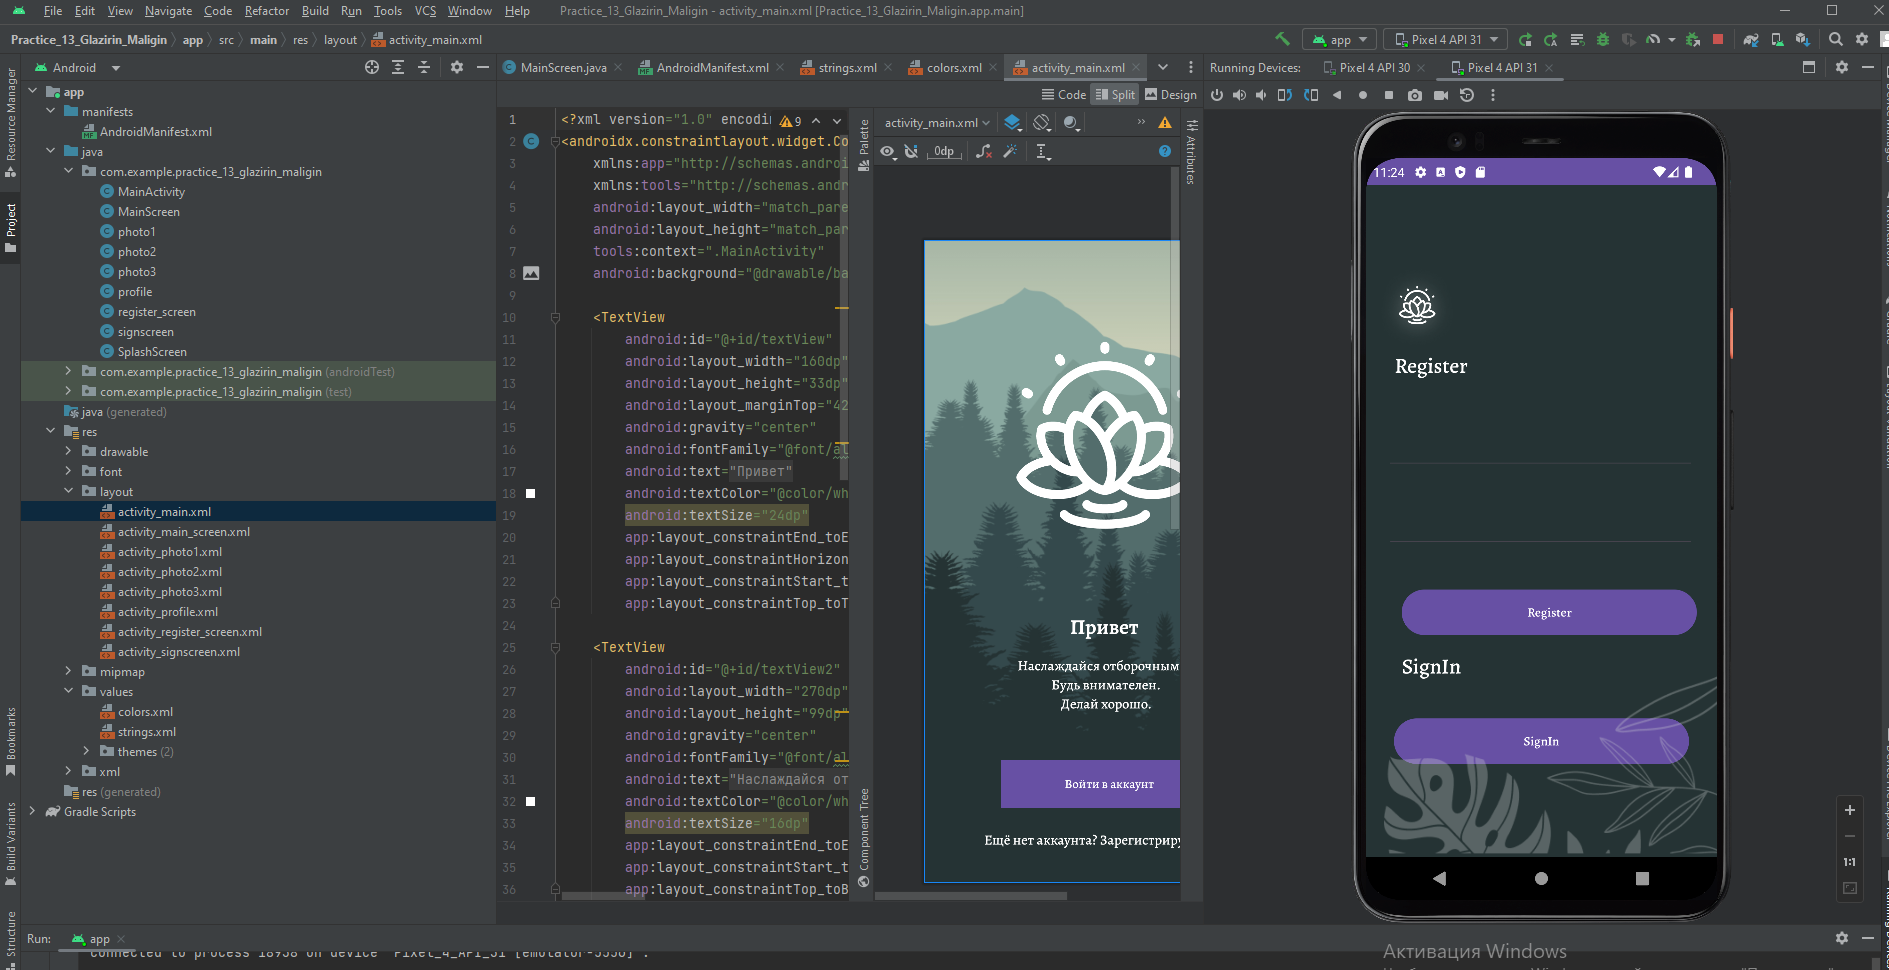 File Edit View Navigate Code Refactor Build Run Tools VCS Window Help Practice_13_Glazirin_Maligin - activity_main.xml [Practice_13_Glazirin_Maligin.app.main]
Practice_13_Glazirin_Maligin app src main res layout activity_main.xml
app Pixel 4 API 31
Android
MainScreen.java AndroidManifest.xml strings.xml colors.xml activity_main.xml
Running Devices: Pixel 4 API 30 Pixel 4 API 31
Code Split Design
Resource Manager
Project
Bookmarks
Build Variants
Structure
app
manifests
AndroidManifest.xml
java
com.example.practice_13_glazirin_maligin
MainActivity
MainScreen
photo1
photo2
photo3
profile
register_screen
signscreen
SplashScreen
com.example.practice_13_glazirin_maligin (androidTest)
com.example.practice_13_glazirin_maligin (test)
java (generated)
res
drawable
font
layout
activity_main.xml
activity_main_screen.xml
activity_photo1.xml
activity_photo2.xml
activity_photo3.xml
activity_profile.xml
activity_register_screen.xml
activity_signscreen.xml
mipmap
values
colors.xml
strings.xml
themes (2)
xml
res (generated)
Gradle Scripts
9
1 <?xml version="1.0" encodi
2 <androidx.constraintlayout.widget.Co
3 xmlns:app="http://schemas.androi
4 xmlns:tools="http://schemas.andr
5 android:layout_width="match_pare
6 android:layout_height="match_par
7 tools:context=".MainActivity"
8 android:background="@drawable/ba
9
10 <TextView
11 android:id="@+id/textView"
12 android:layout_width="160dp"
13 android:layout_height="33dp"
14 android:layout_marginTop="42
15 android:gravity="center"
16 android:fontFamily="@font/al
17 android:text="Привет"
18 android:textColor="@color/wh
19 android:textSize="24dp"
20 app:layout_constraintEnd_toE
21 app:layout_constraintHorizon
22 app:layout_constraintStart_t
23 app:layout_constraintTop_toT
24
25 <TextView
26 android:id="@+id/textView2"
27 android:layout_width="270dp"
28 android:layout_height="99dp"
29 android:gravity="center"
30 android:fontFamily="@font/al
31 android:text="Наслаждайся от
32 android:textColor="@color/wh
33 android:textSize="16dp"
34 app:layout_constraintEnd_toE
35 app:layout_constraintStart_t
36 app:layout_constraintTop_toB
Palette
Component Tree
activity_main.xml
0dp
Attributes
Привет
Наслаждайся отборочным
Будь внимателен.
Делай хорошо.
Войти в аккаунт
Ещё нет аккаунта? Зарегистриру
11:24
Register
Register
SignIn
SignIn
1:1
Run: app
connected to process 18938 on device 'Pixel_4_API_31 [emulator-5556]'.
Активация Windows